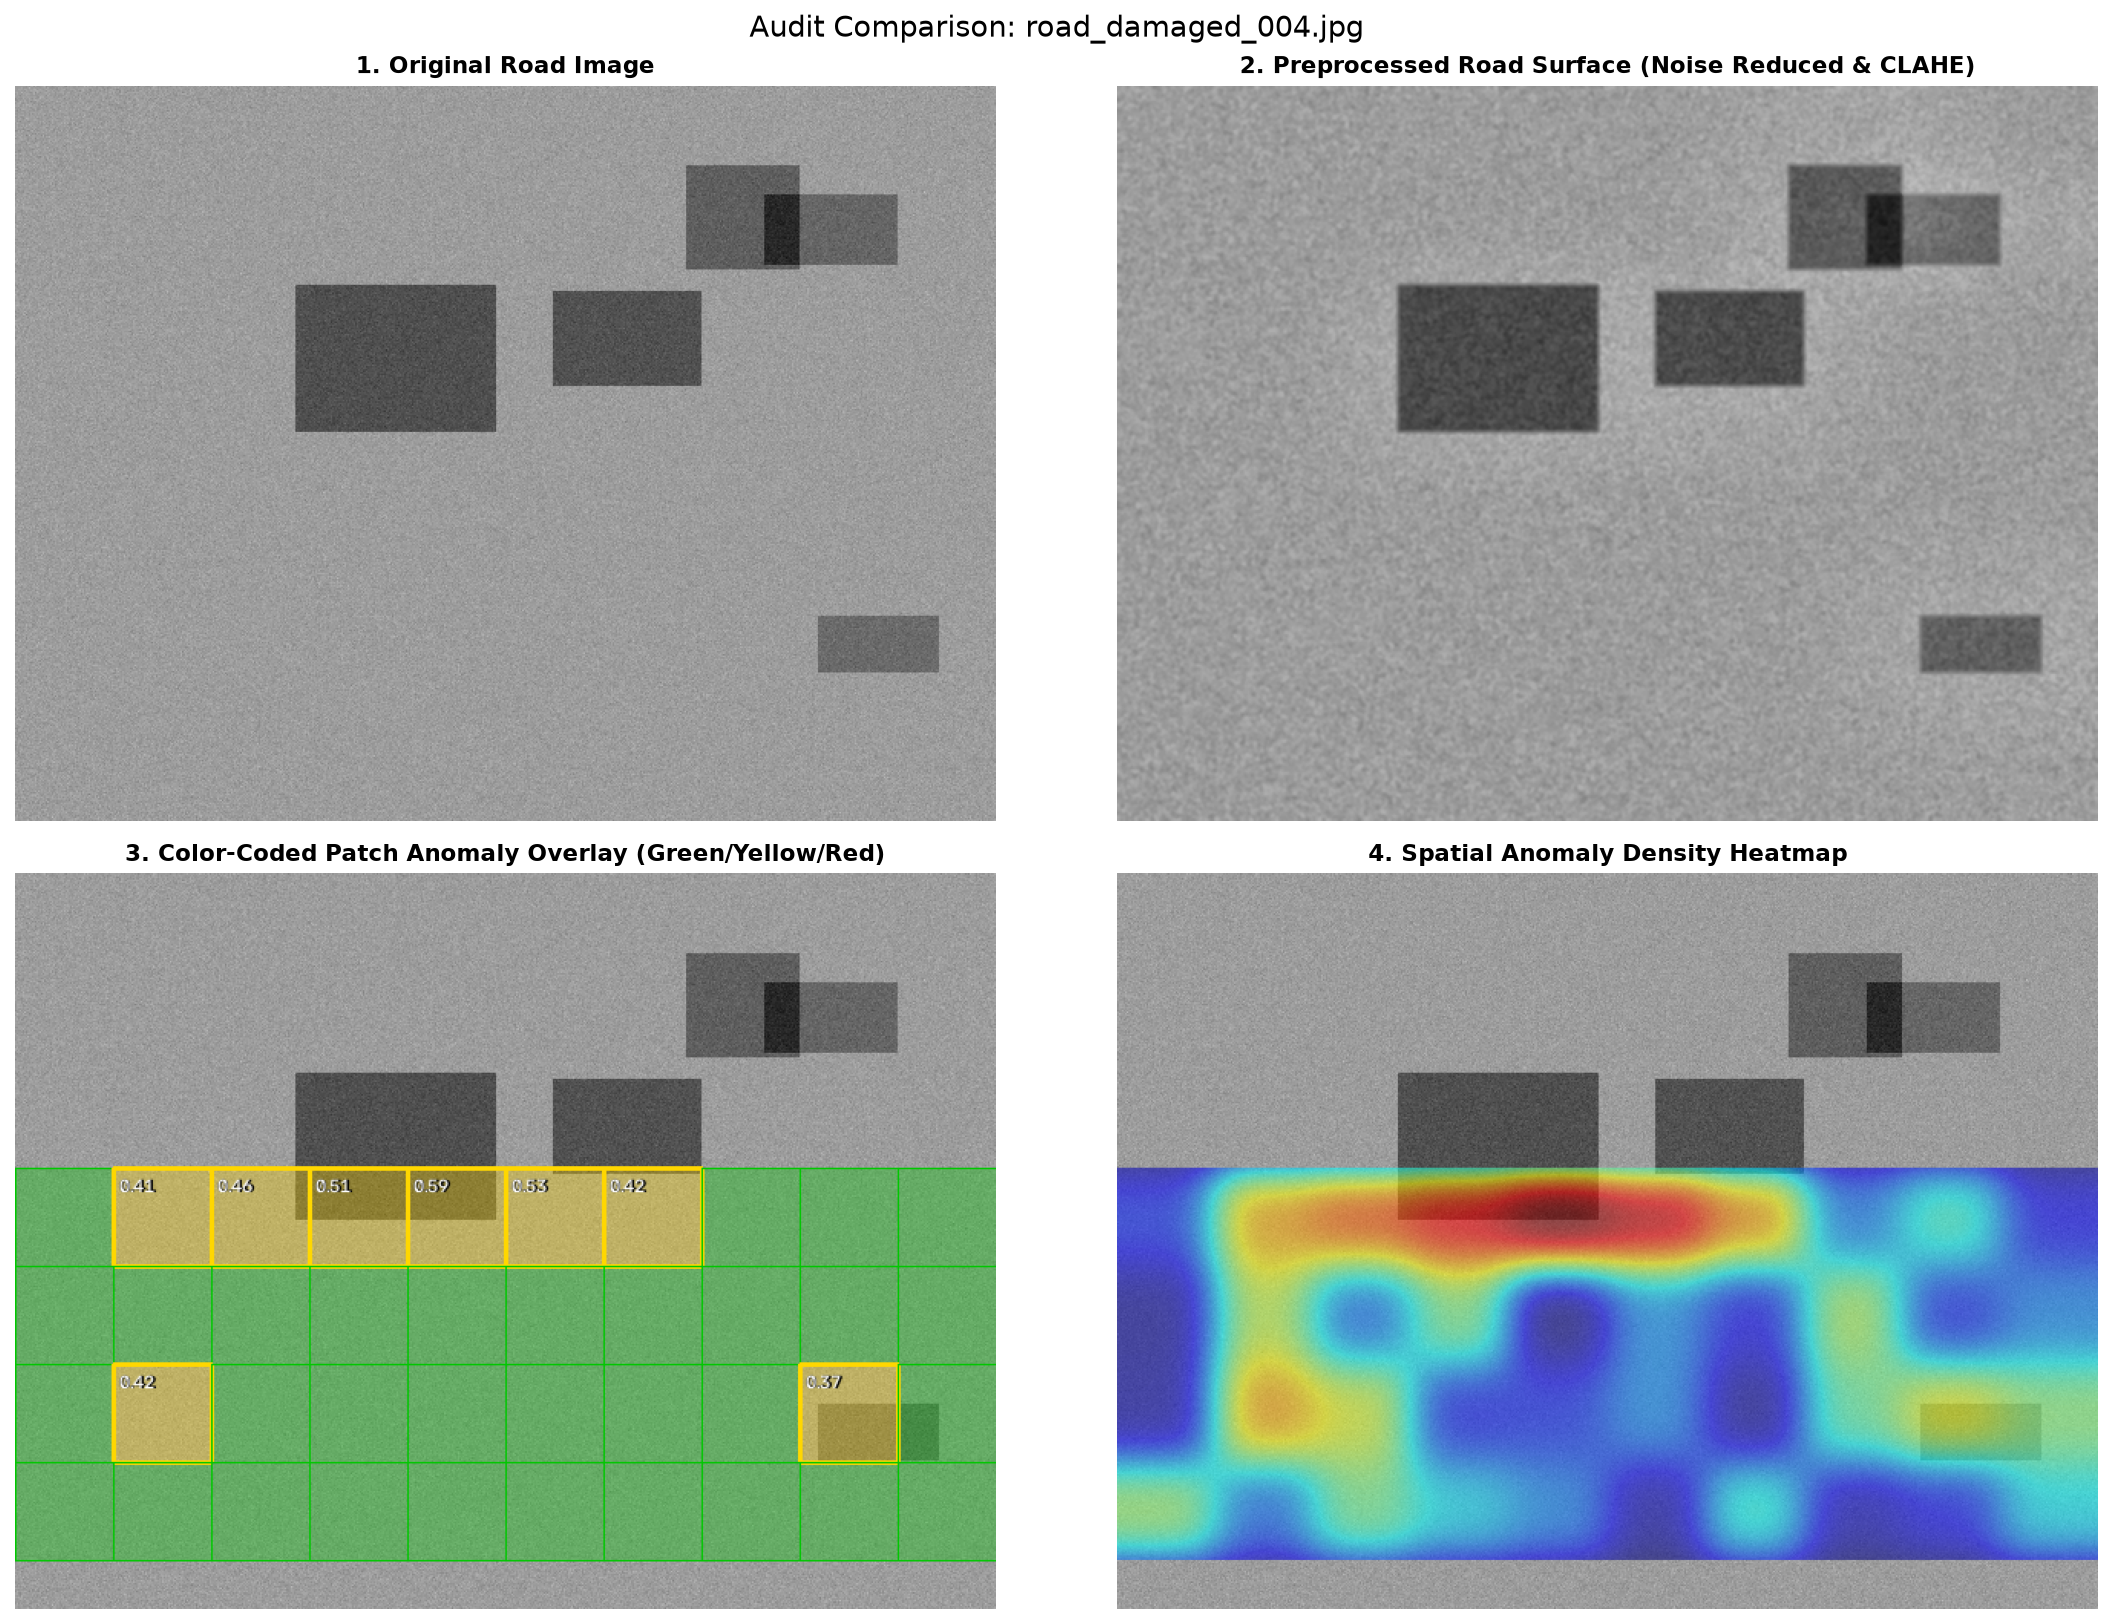 Audit Comparison: road_damaged_004.jpg
1. Original Road Image
2. Preprocessed Road Surface (Noise Reduced & CLAHE)
3. Color-Coded Patch Anomaly Overlay (Green/Yellow/Red)
4. Spatial Anomaly Density Heatmap
0.41 0.46 0.51 0.59 0.53 0.42
0.42 0.37